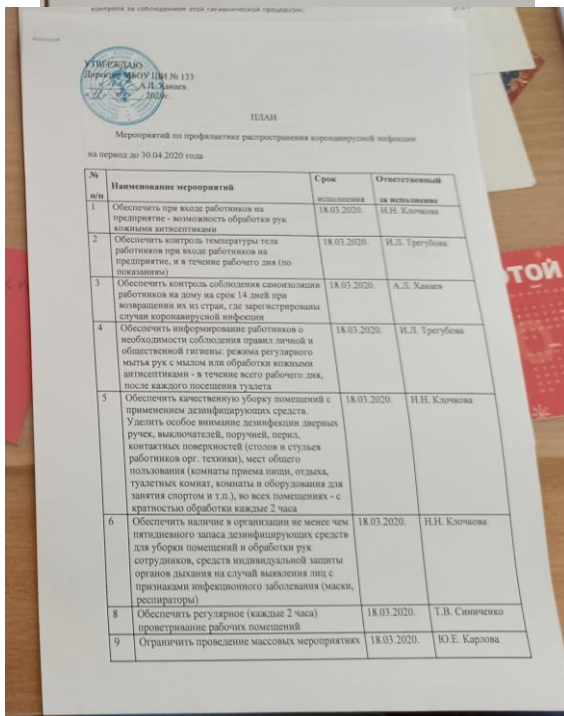 контроля за соблюдением этой гигиенической процедуры;
УТВЕРЖДАЮ
Директор МБОУ ЦИИ № 133
А.Л. Ханаев
2020г.
ПЛАН
Мероприятий по профилактике распространения коронавирусной инфекции
на период до 30.04.2020 года
№ п/п Наименование мероприятий Срок исполнения Ответственный за исполнение
1 Обеспечить при входе работников на 18.03.2020. Н.Н. Клочкова
предприятие - возможность обработки рук
кожными антисептиками
2 Обеспечить контроль температуры тела 18.03.2020. И.Л. Трегубова
работников при входе работников на
предприятие, и в течение рабочего дня (по
показаниям)
3 Обеспечить контроль соблюдения самоизоляции 18.03.2020. А.Л. Ханаев
работников на дому на срок 14 дней при
возвращении их из стран, где зарегистрированы
случаи коронавирусной инфекции
4 Обеспечить информирование работников о 18.03.2020. И.Л. Трегубова
необходимости соблюдения правил личной и
общественной гигиены: режима регулярного
мытья рук с мылом или обработки кожными
антисептиками - в течение всего рабочего дня,
после каждого посещения туалета
5 Обеспечить качественную уборку помещений с 18.03.2020. Н.Н. Клочкова
применением дезинфицирующих средств.
Уделить особое внимание дезинфекции дверных
ручек, выключателей, поручней, перил,
контактных поверхностей (столов и стульев
работников орг. техники), мест общего
пользования (комнаты приема пищи, отдыха,
туалетных комнат, комнаты и оборудования для
занятия спортом и т.п.), во всех помещениях - с
кратностью обработки каждые 2 часа
6 Обеспечить наличие в организации не менее чем 18.03.2020. Н.Н. Клочкова
пятидневного запаса дезинфицирующих средств
для уборки помещений и обработки рук
сотрудников, средств индивидуальной защиты
органов дыхания на случай выявления лиц с
признаками инфекционного заболевания (маски,
респираторы)
8 Обеспечить регулярное (каждые 2 часа) 18.03.2020. Т.В. Синиченко
проветривание рабочих помещений
9 Ограничить проведение массовых мероприятиях 18.03.2020. Ю.Е. Карлова